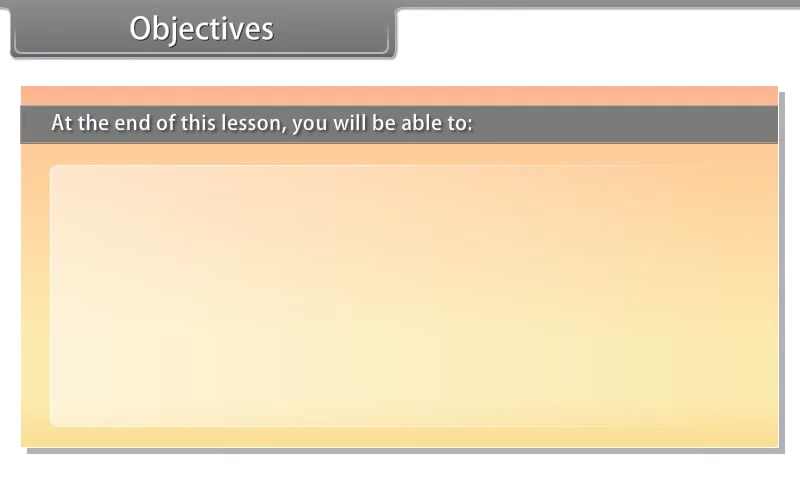 Objectives
At the end of this lesson, you will be able to: